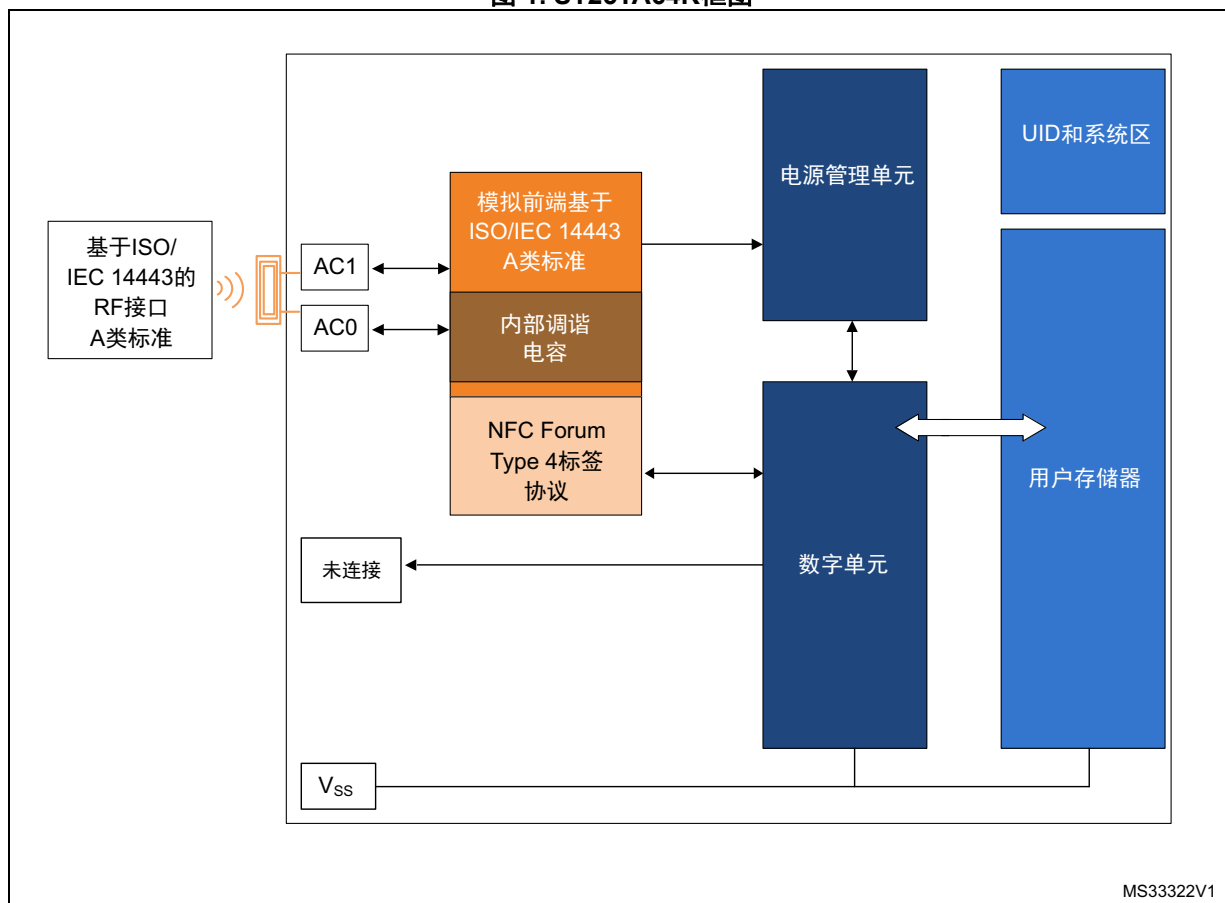 基于ISO/
IEC 14443的
RF接口
A类标准
AC1
AC0
模拟前端基于
ISO/IEC 14443
A类标准
内部调谐
电容
NFC Forum
Type 4标签
协议
未连接
VSS
电源管理单元
数字单元
UID和系统区
用户存储器
MS33322V1